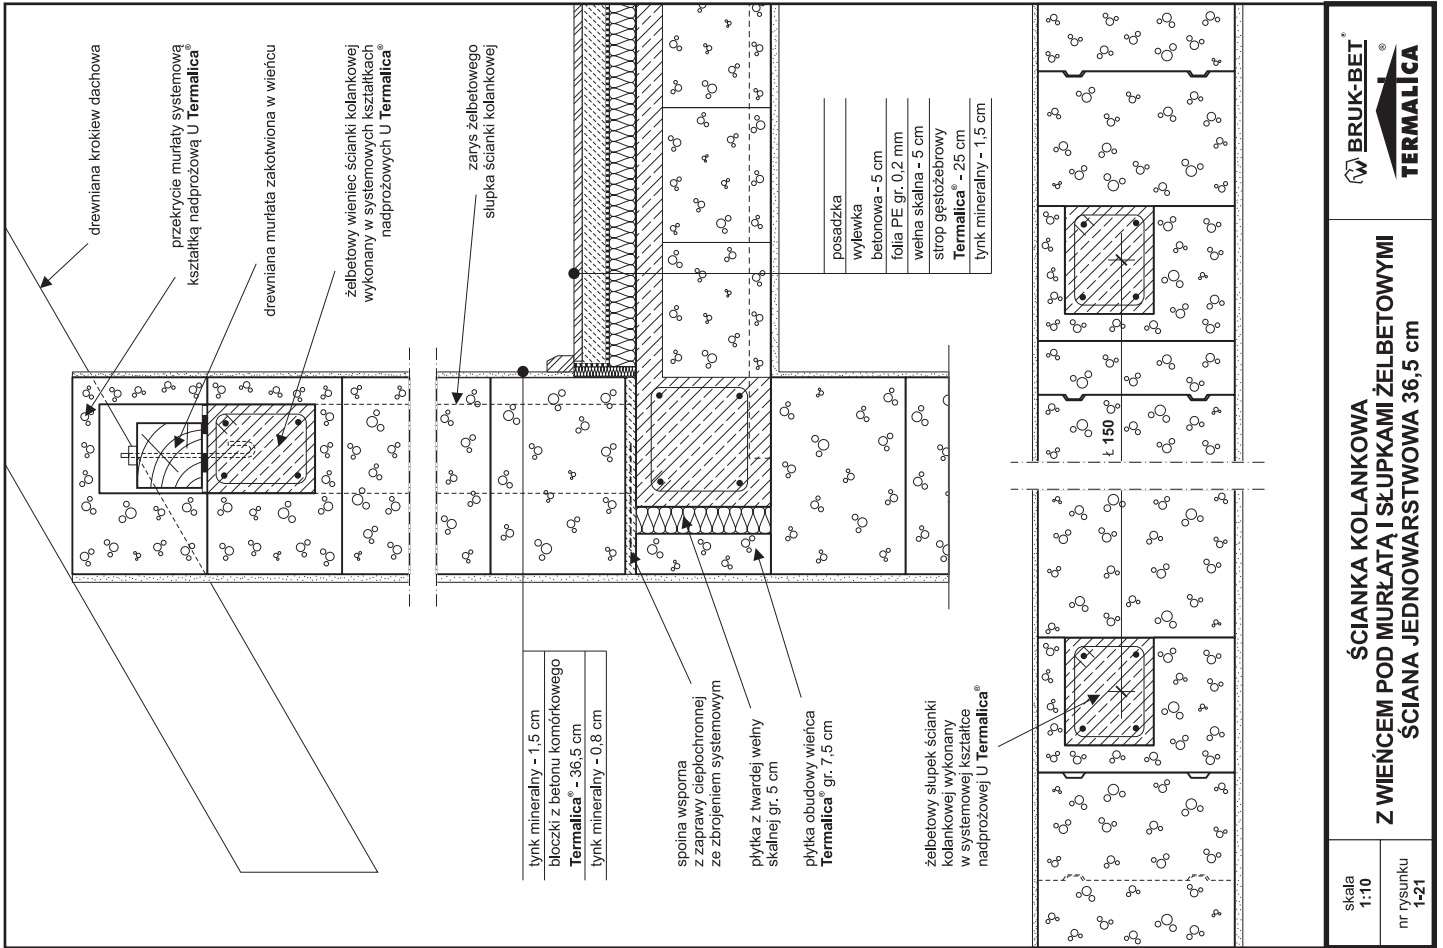 drewniana krokiew dachowa
przekrycie murłaty systemową
kształtką nadprożową U Termalica®
drewniana murłata zakotwiona w wieńcu
żelbetowy wieniec ścianki kolankowej
wykonany w systemowych kształtkach
nadprożowych U Termalica®
zarys żelbetowego
słupka ścianki kolankowej
posadzka
wylewka
betonowa - 5 cm
folia PE gr. 0,2 mm
wełna skalna - 5 cm
strop gęstożebrowy
Termalica® - 25 cm
tynk mineralny - 1,5 cm
tynk mineralny - 1,5 cm
bloczki z betonu komórkowego
Termalica® - 36,5 cm
tynk mineralny - 0,8 cm
spoina wsporna
z zaprawy ciepłochronnej
ze zbrojeniem systemowym
płytka z twardej wełny
skalnej gr. 5 cm
płytka obudowy wieńca
Termalica® gr. 7,5 cm
żelbetowy słupek ścianki
kolankowej wykonany
w systemowej kształtce
nadprożowej U Termalica®
Ł 150
skala
1:10
nr rysunku
1-21
ŚCIANKA KOLANKOWA
Z WIEŃCEM POD MURŁATĄ I SŁUPKAMI ŻELBETOWYMI
ŚCIANA JEDNOWARSTWOWA 36,5 cm
BRUK-BET®
TERMALICA®